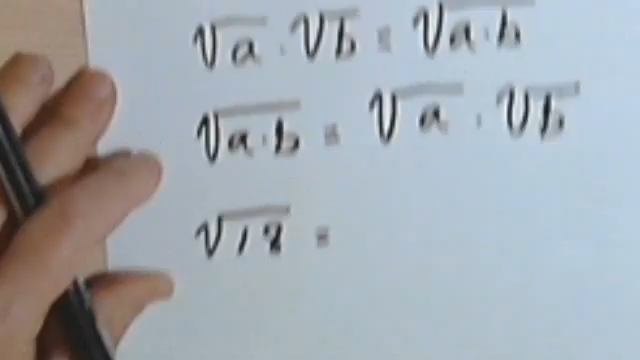 √a · √b = √a·b
√a·b = √a · √b
√18 =